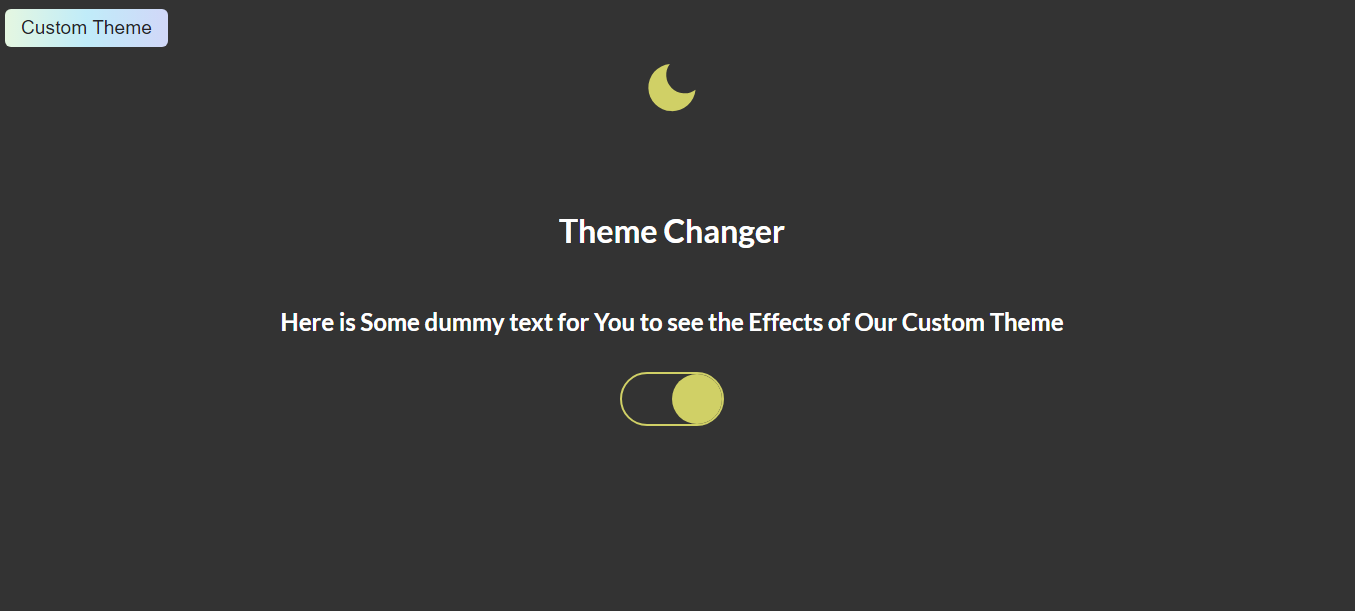 Custom Theme
Theme Changer
Here is Some dummy text for You to see the Effects of Our Custom Theme